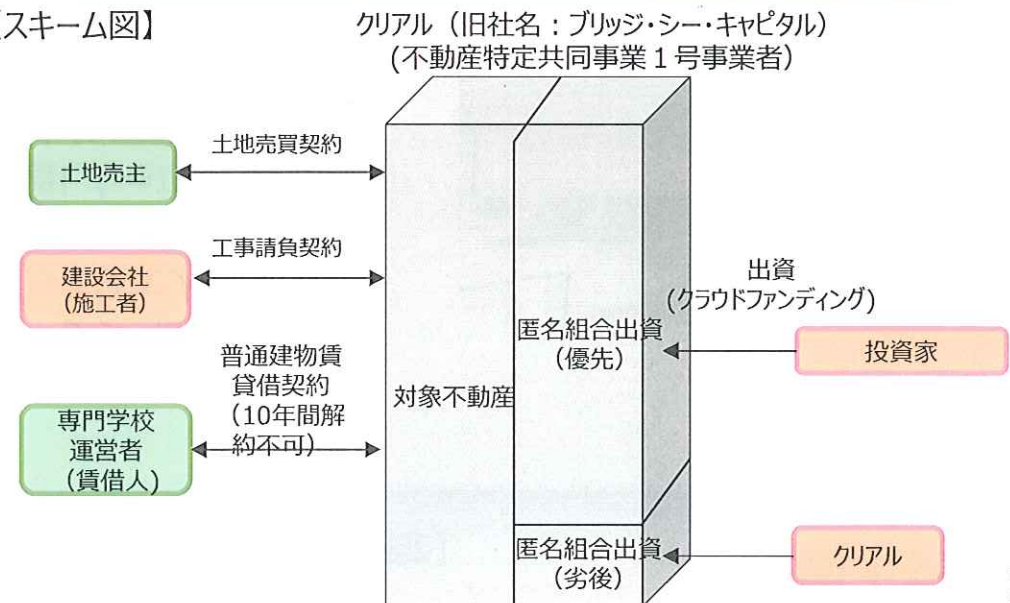 スキーム図】
クリアル（旧社名：ブリッジ・シー・キャピタル）
(不動産特定共同事業１号事業者）
土地売主
土地売買契約
建設会社
（施工者）
工事請負契約
専門学校
運営者
（賃借人）
普通建物賃
貸借契約
（10年間解
約不可）
対象不動産
匿名組合出資
（優先）
匿名組合出資
（劣後）
出資
(クラウドファンディング)
投資家
クリアル